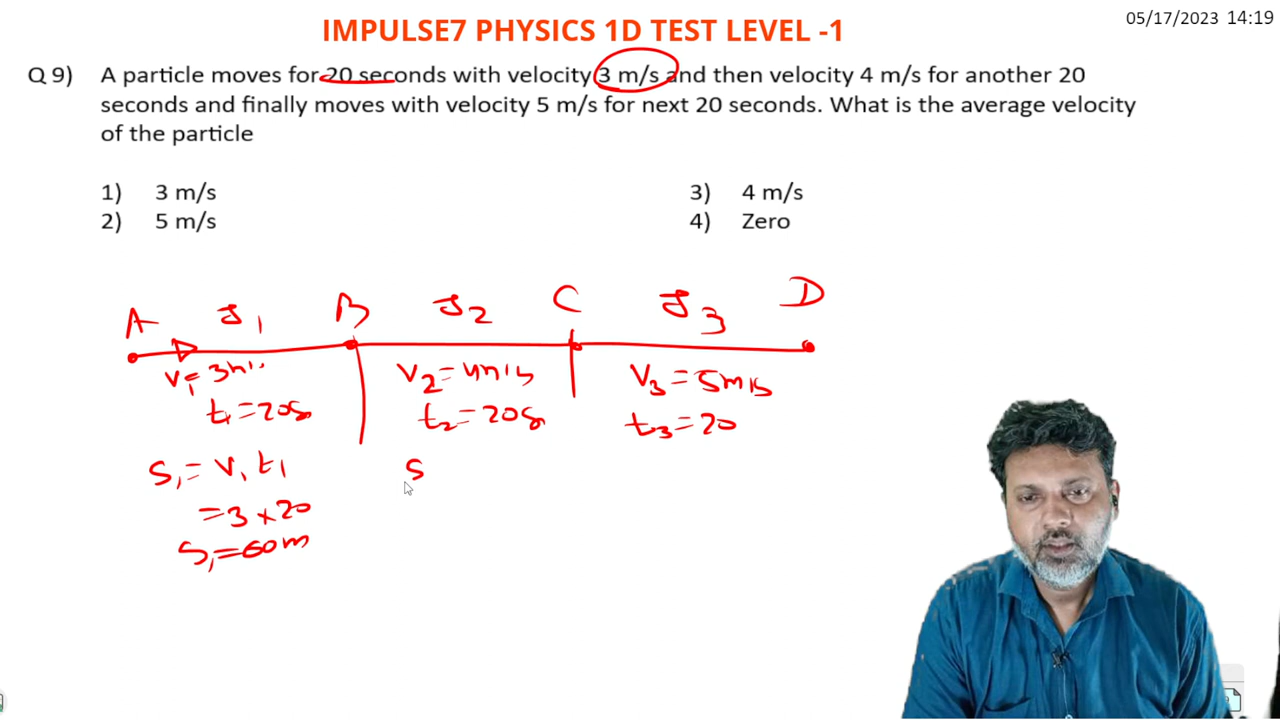 05/17/2023 14:19
IMPULSE7 PHYSICS 1D TEST LEVEL -1
Q 9) A particle moves for 20 seconds with velocity 3 m/s and then velocity 4 m/s for another 20
seconds and finally moves with velocity 5 m/s for next 20 seconds. What is the average velocity
of the particle
1) 3 m/s 3) 4 m/s
2) 5 m/s 4) Zero
A S1 B S2 C S3 D
V1=3m/s V2=4m/s V3=5m/s
t1=20s t2=20s t3=20
S1=V1t1 S
=3×20
S1=60m